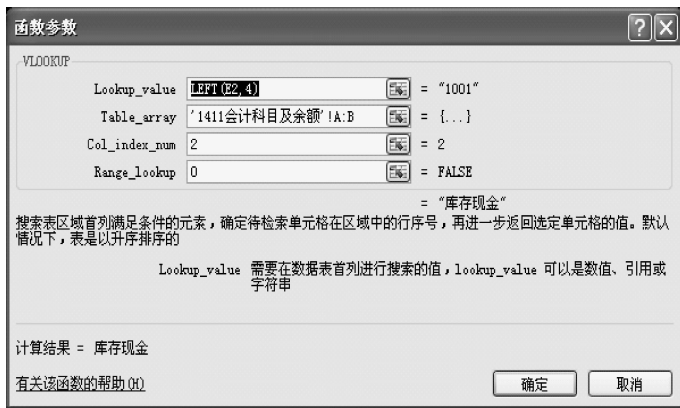 函数参数
VLOOKUP
Lookup_value LEFT(E2,4) = "1001"
Table_array '1411会计科目及余额'!A:B = {...}
Col_index_num 2 = 2
Range_lookup 0 = FALSE
= "库存现金"
搜索表区域首列满足条件的元素，确定待检索单元格在区域中的行序号，再进一步返回选定单元格的值。默认
情况下，表是以升序排序的
Lookup_value 需要在数据表首列进行搜索的值，lookup_value 可以是数值、引用或
字符串
计算结果 = 库存现金
有关该函数的帮助(H) 确定 取消